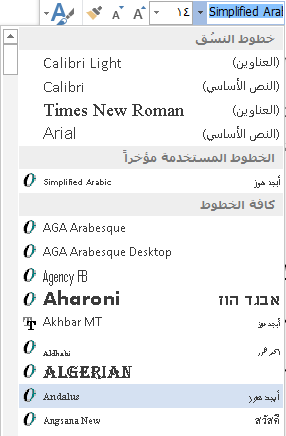 ١٤ Simplified Aral
خطوط النسُق
Calibri Light (العناوين)
Calibri (النص الأساسي)
Times New Roman (العناوين)
Arial (النص الأساسي)
الخطوط المستخدمة مؤخراً
Simplified Arabic أبجد هوز
كافة الخطوط
AGA Arabesque
AGA Arabesque Desktop
Agency FB
Aharoni אבגד הוז
Akhbar MT أبجد هوز
Aldhabi أبجد هوز
ALGERIAN
Andalus أبجد هوز
Angsana New สวัสดี